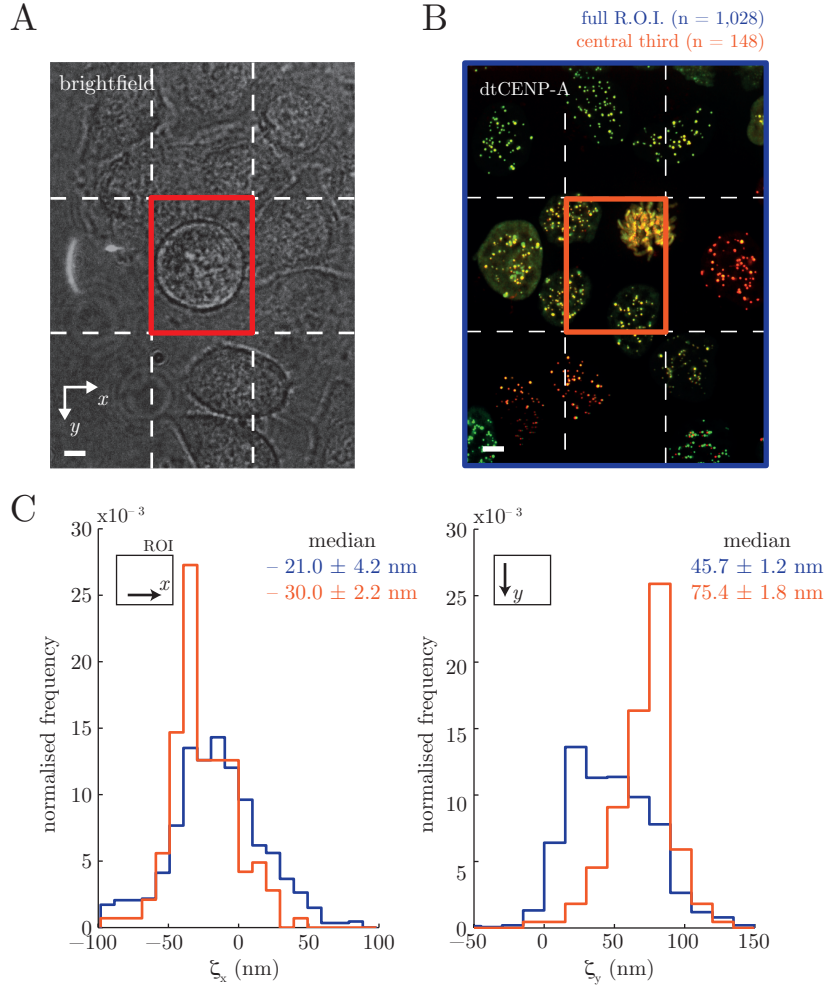 A
B
full R.O.I. (n = 1,028)
central third (n = 148)
brightfield
x
y
dtCENP-A
C
x10⁻³
30
25
20
15
10
5
0
normalised frequency
ROI
x
median
– 21.0 ± 4.2 nm
– 30.0 ± 2.2 nm
−100
−50
0
50
100
ξₓ (nm)
x10⁻³
30
25
20
15
10
5
0
normalised frequency
y
median
45.7 ± 1.2 nm
75.4 ± 1.8 nm
−50
0
50
100
150
ξ_y (nm)